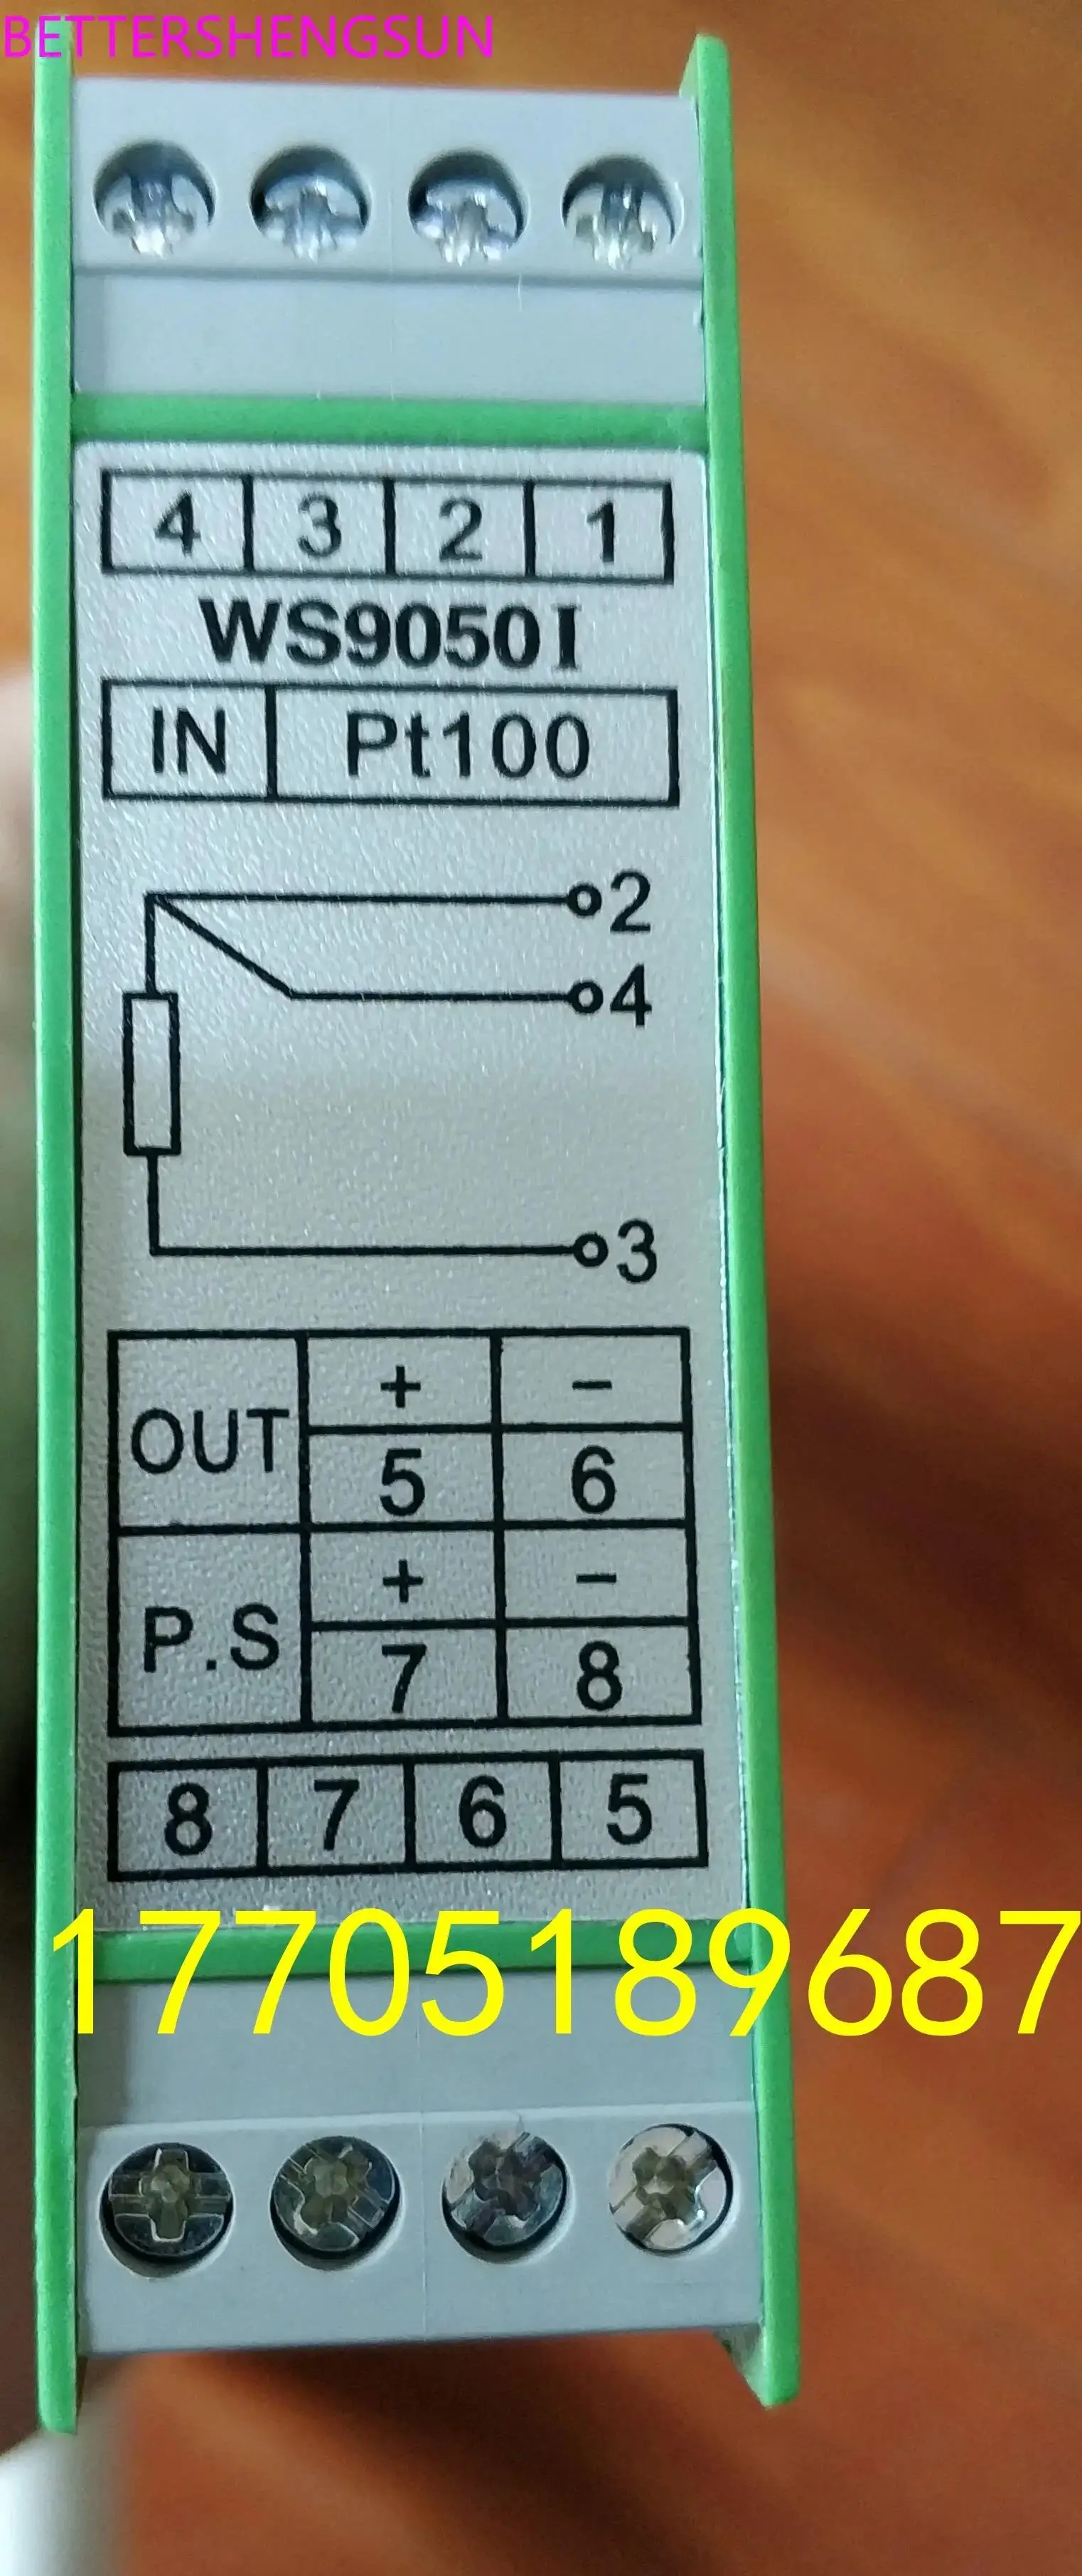 BETTERSHENGSUN
4 3 2 1
WS9050I
IN Pt100
2
4
3
OUT + −
5 6
P.S + −
7 8
8 7 6 5
17705189687